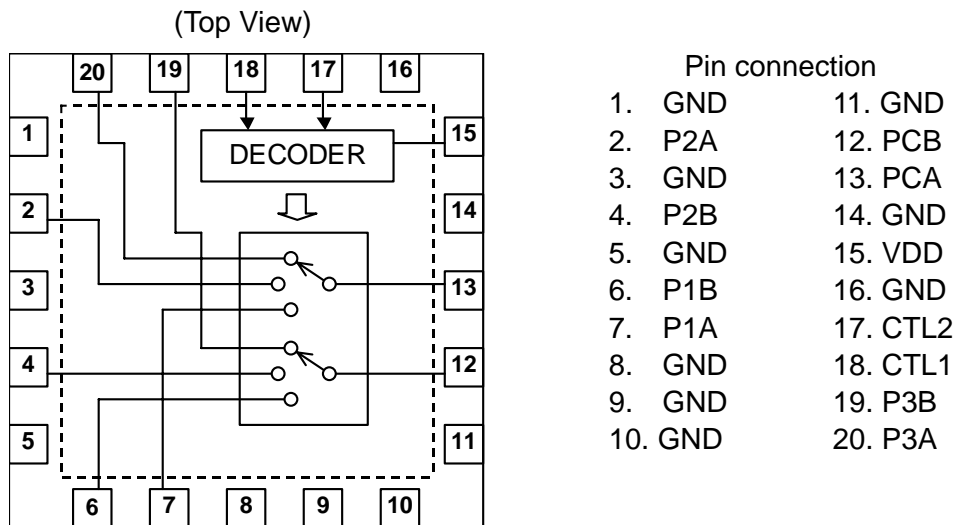 (Top View)
20 19 18 17 16
1 15
DECODER
2 14
3 13
4 12
5 11
6 7 8 9 10
Pin connection
1. GND 11. GND
2. P2A 12. PCB
3. GND 13. PCA
4. P2B 14. GND
5. GND 15. VDD
6. P1B 16. GND
7. P1A 17. CTL2
8. GND 18. CTL1
9. GND 19. P3B
10. GND 20. P3A